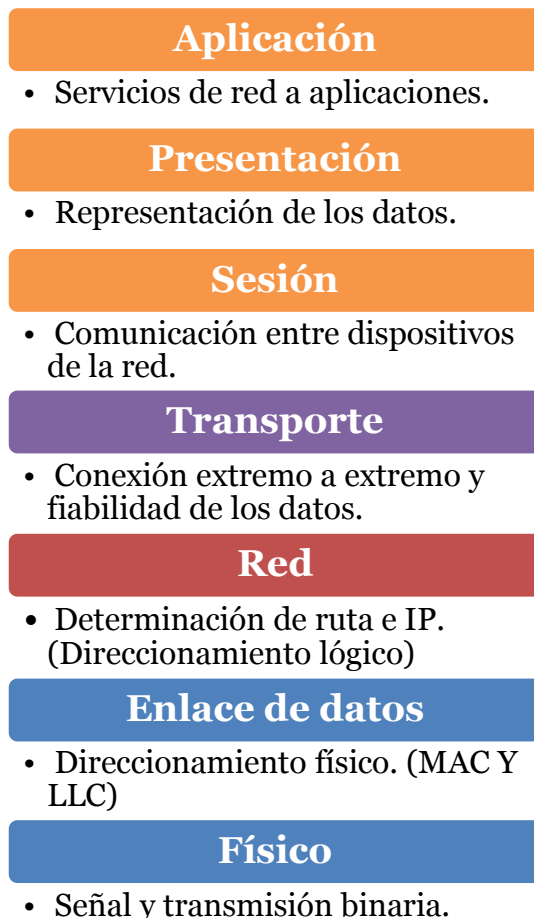 Aplicación
• Servicios de red a aplicaciones.
Presentación
• Representación de los datos.
Sesión
• Comunicación entre dispositivos
de la red.
Transporte
• Conexión extremo a extremo y
fiabilidad de los datos.
Red
• Determinación de ruta e IP.
(Direccionamiento lógico)
Enlace de datos
• Direccionamiento físico. (MAC Y
LLC)
Físico
• Señal y transmisión binaria.